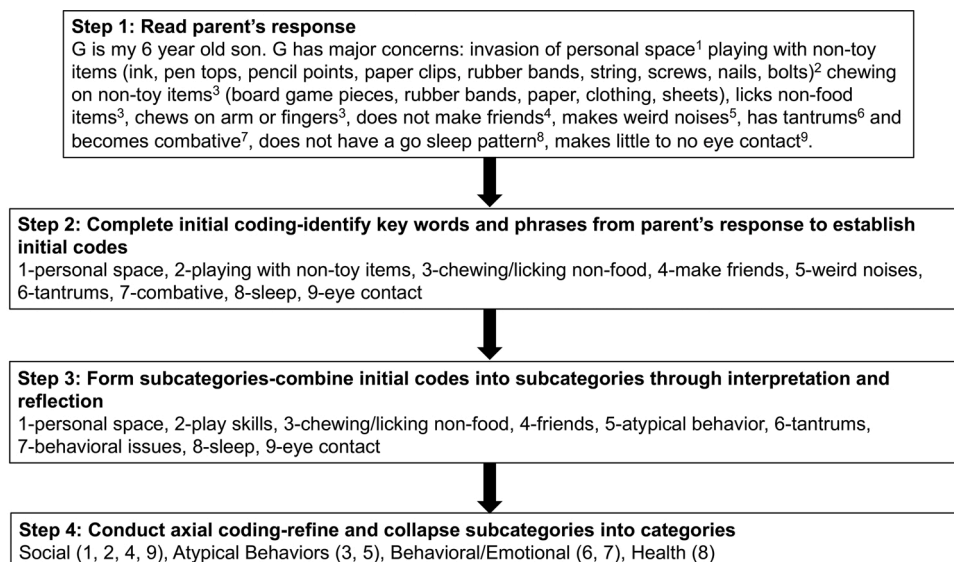 Step 1: Read parent's response
G is my 6 year old son. G has major concerns: invasion of personal space¹ playing with non-toy
items (ink, pen tops, pencil points, paper clips, rubber bands, string, screws, nails, bolts)² chewing
on non-toy items³ (board game pieces, rubber bands, paper, clothing, sheets), licks non-food
items³, chews on arm or fingers³, does not make friends⁴, makes weird noises⁵, has tantrums⁶ and
becomes combative⁷, does not have a go sleep pattern⁸, makes little to no eye contact⁹.
Step 2: Complete initial coding-identify key words and phrases from parent's response to establish
initial codes
1-personal space, 2-playing with non-toy items, 3-chewing/licking non-food, 4-make friends, 5-weird noises,
6-tantrums, 7-combative, 8-sleep, 9-eye contact
Step 3: Form subcategories-combine initial codes into subcategories through interpretation and
reflection
1-personal space, 2-play skills, 3-chewing/licking non-food, 4-friends, 5-atypical behavior, 6-tantrums,
7-behavioral issues, 8-sleep, 9-eye contact
Step 4: Conduct axial coding-refine and collapse subcategories into categories
Social (1, 2, 4, 9), Atypical Behaviors (3, 5), Behavioral/Emotional (6, 7), Health (8)